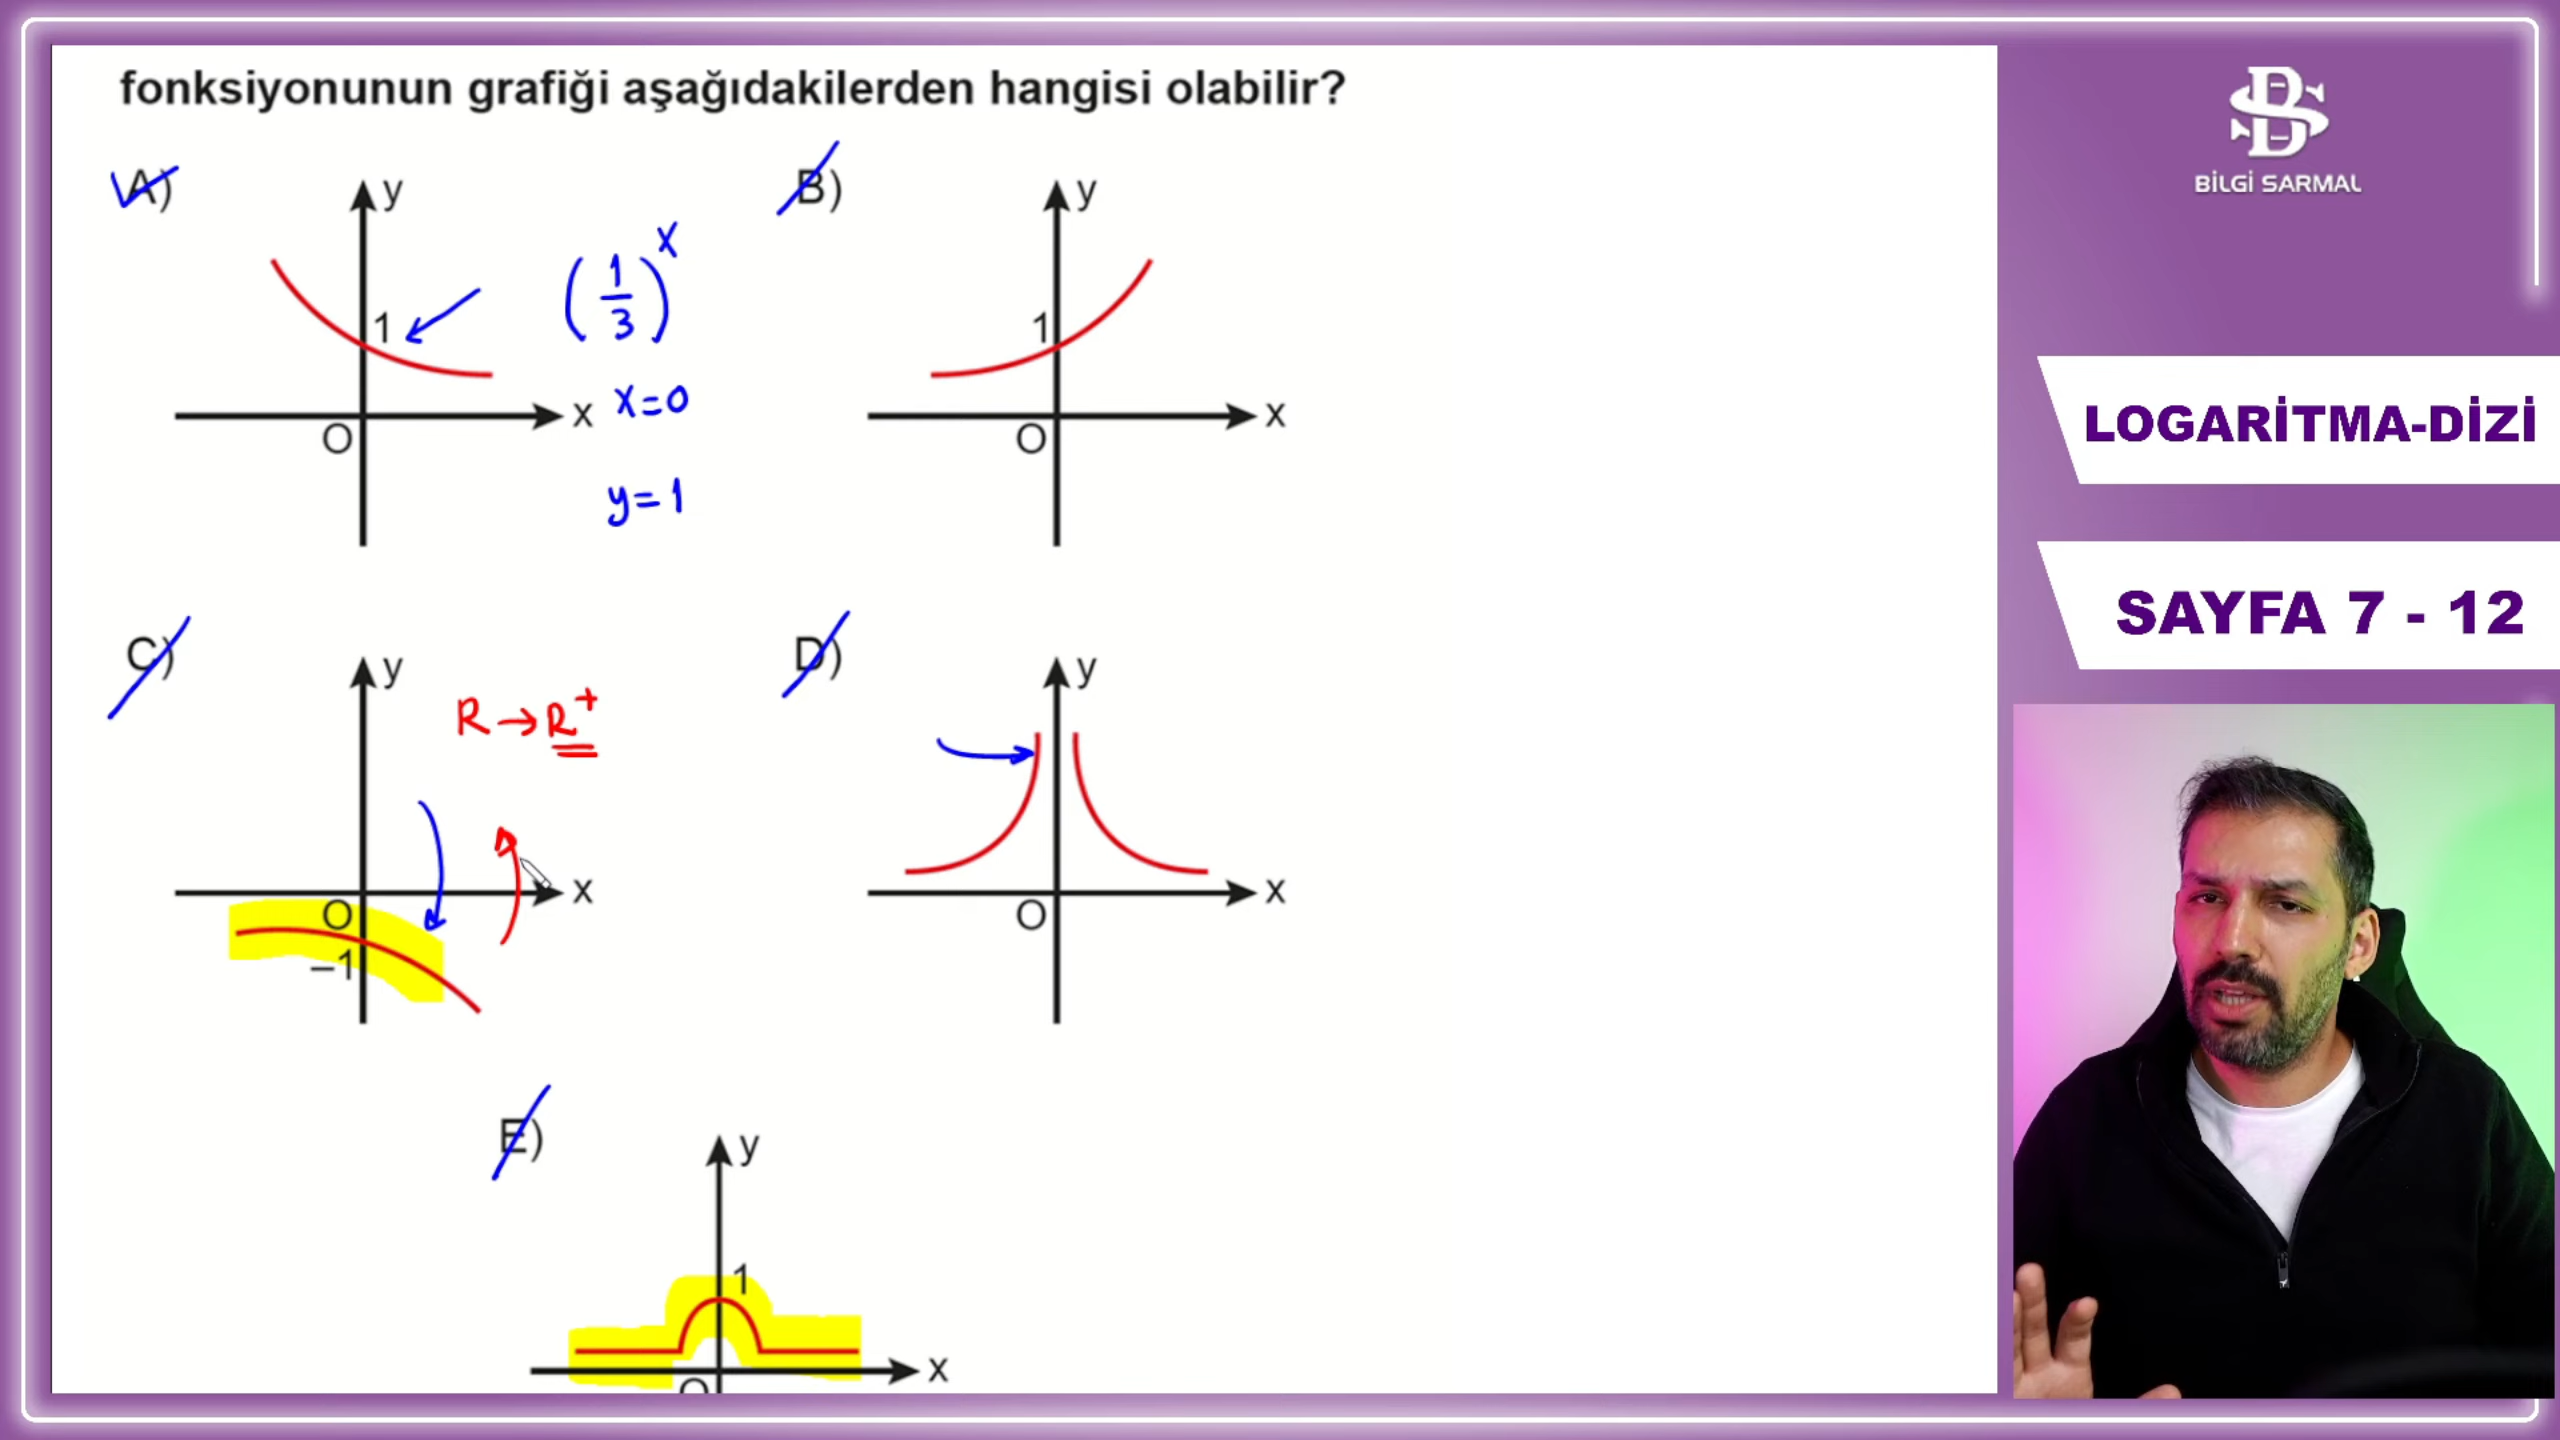 fonksiyonunun grafiği aşağıdakilerden hangisi olabilir?
A)
y
1
O
x
(1/3)^x
x=0
y=1
B)
y
1
O
x
C)
y
R→R+
O
x
–1
D)
y
O
x
E)
y
1
O
x
BS
BİLGİ SARMAL
LOGARİTMA-DİZİ
SAYFA 7 - 12